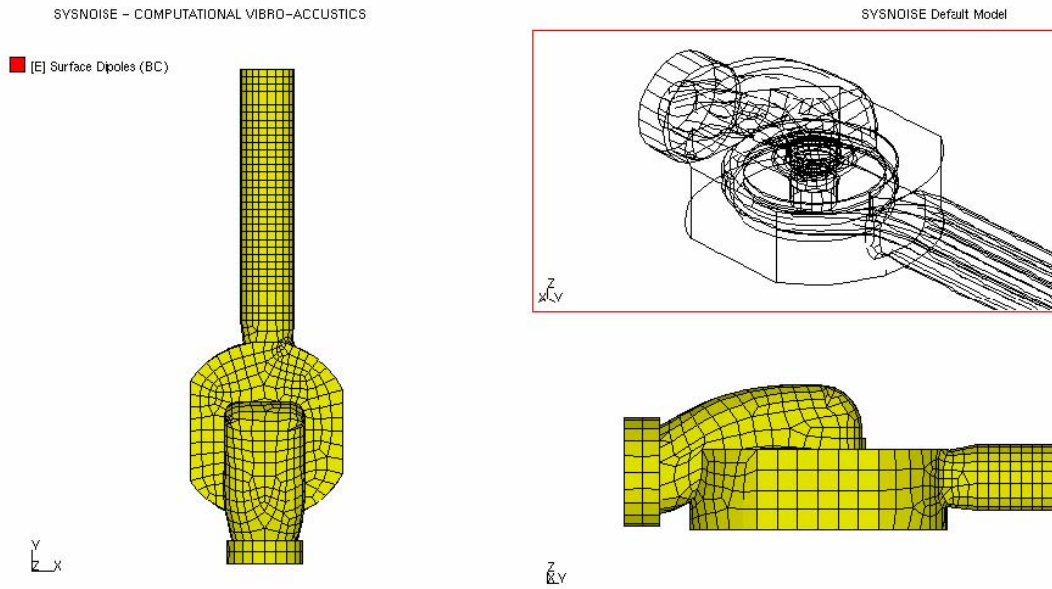 SYSNOISE - COMPUTATIONAL VIBRO-ACCUSTICS
SYSNOISE Default Model
[E] Surface Dipoles (BC)
Z
X Y
Y
Z X
Z
X Y